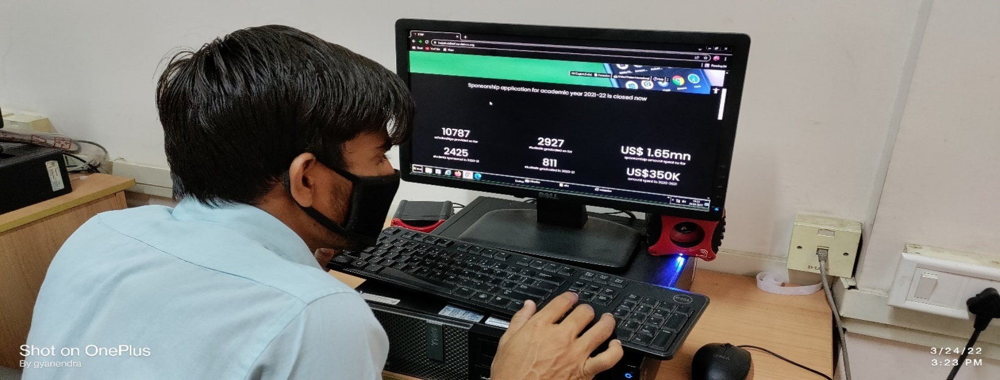 Sponsorship application for academic year 2021-22 is closed now
10787
scholarships provided so far
2927
students graduated so far
US$ 1.65mn
sponsorship amount spent so far
2425
students sponsored in 2020-21
811
students graduated in 2020-21
US$350K
amount spent in 2020-2021
DELL
DELL
D-Link
Shot on OnePlus
By gyanendra
3/24/22
3:23 PM